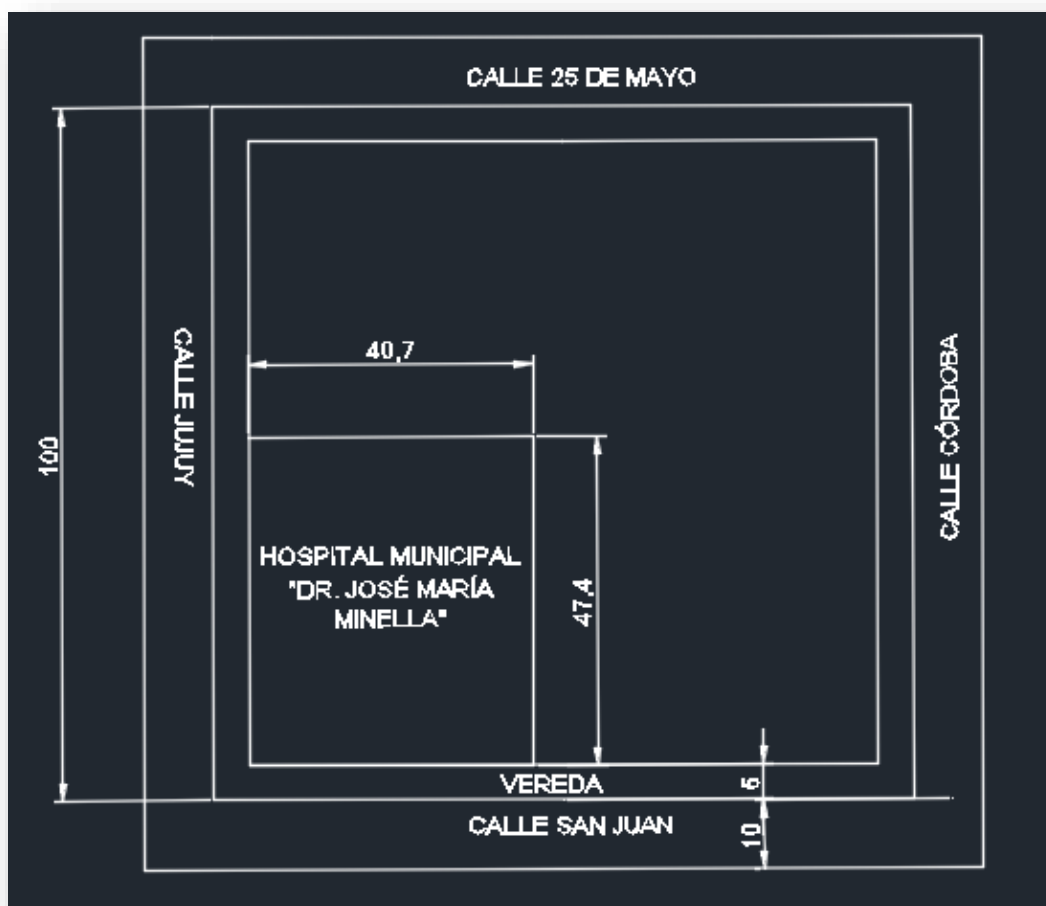 CALLE 25 DE MAYO
CALLE JUJUY
CALLE CÓRDOBA
100
40,7
HOSPITAL MUNICIPAL
"DR. JOSÉ MARÍA
MINELLA"
47,4
VEREDA
5
CALLE SAN JUAN
10